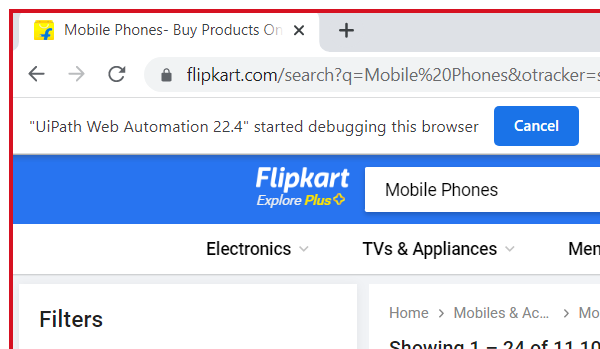 Mobile Phones- Buy Products On
flipkart.com/search?q=Mobile%20Phones&otracker=s
"UiPath Web Automation 22.4" started debugging this browser Cancel
Flipkart Mobile Phones
Explore Plus
Electronics TVs & Appliances Men
Filters
Home > Mobiles & Ac... > Mo
Showing 1 – 24 of 11,10